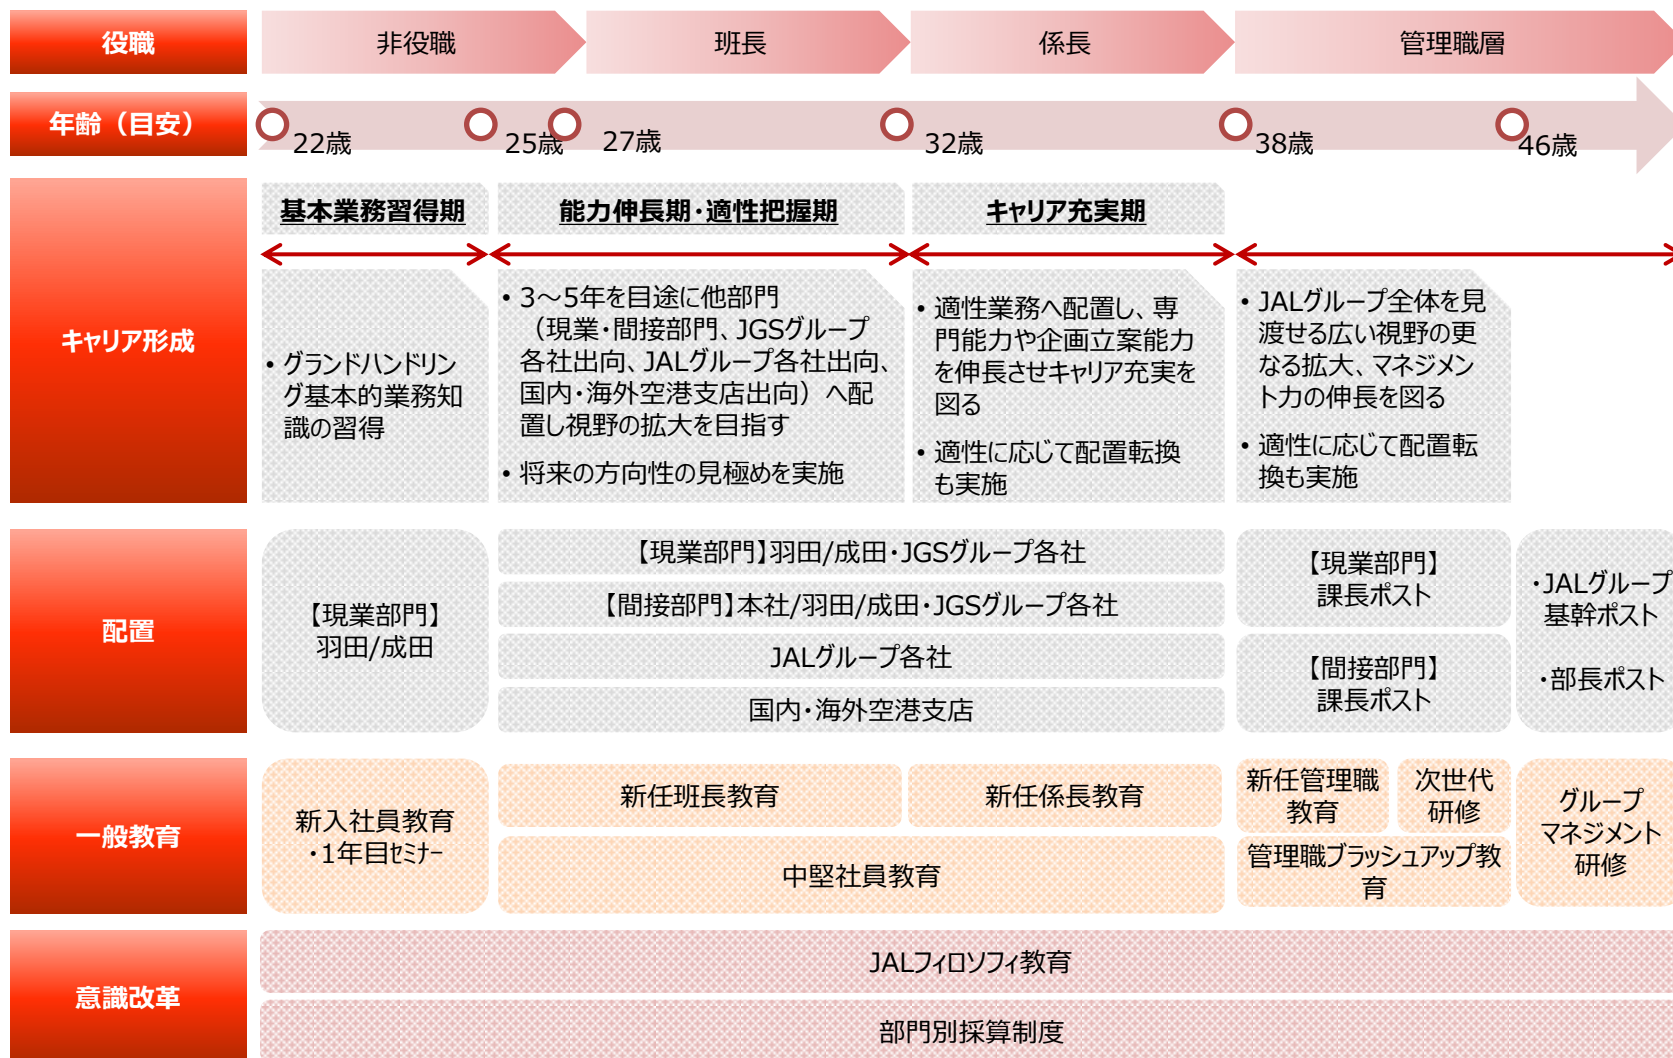 役職
非役職
班長
係長
管理職層
年齢（目安）
22歳
25歳
27歳
32歳
38歳
46歳
キャリア形成
基本業務習得期
能力伸長期・適性把握期
キャリア充実期
• グランドハンドリン
グ基本的業務知
識の習得
• 3～5年を目途に他部門
（現業・間接部門、JGSグループ
各社出向、JALグループ各社出向、
国内・海外空港支店出向）へ配
置し視野の拡大を目指す
• 将来の方向性の見極めを実施
• 適性業務へ配置し、専
門能力や企画立案能力
を伸長させキャリア充実を
図る
• 適性に応じて配置転換
も実施
• JALグループ全体を見
渡せる広い視野の更
なる拡大、マネジメン
ト力の伸長を図る
• 適性に応じて配置転
換も実施
配置
【現業部門】
羽田/成田
【現業部門】羽田/成田・JGSグループ各社
【間接部門】本社/羽田/成田・JGSグループ各社
JALグループ各社
国内・海外空港支店
【現業部門】
課長ポスト
【間接部門】
課長ポスト
・JALグループ
基幹ポスト
・部長ポスト
一般教育
新入社員教育
・1年目セミナー
新任班長教育
新任係長教育
中堅社員教育
新任管理職
教育
次世代
研修
管理職ブラッシュアップ教
育
グループ
マネジメント
研修
意識改革
JALフィロソフィ教育
部門別採算制度